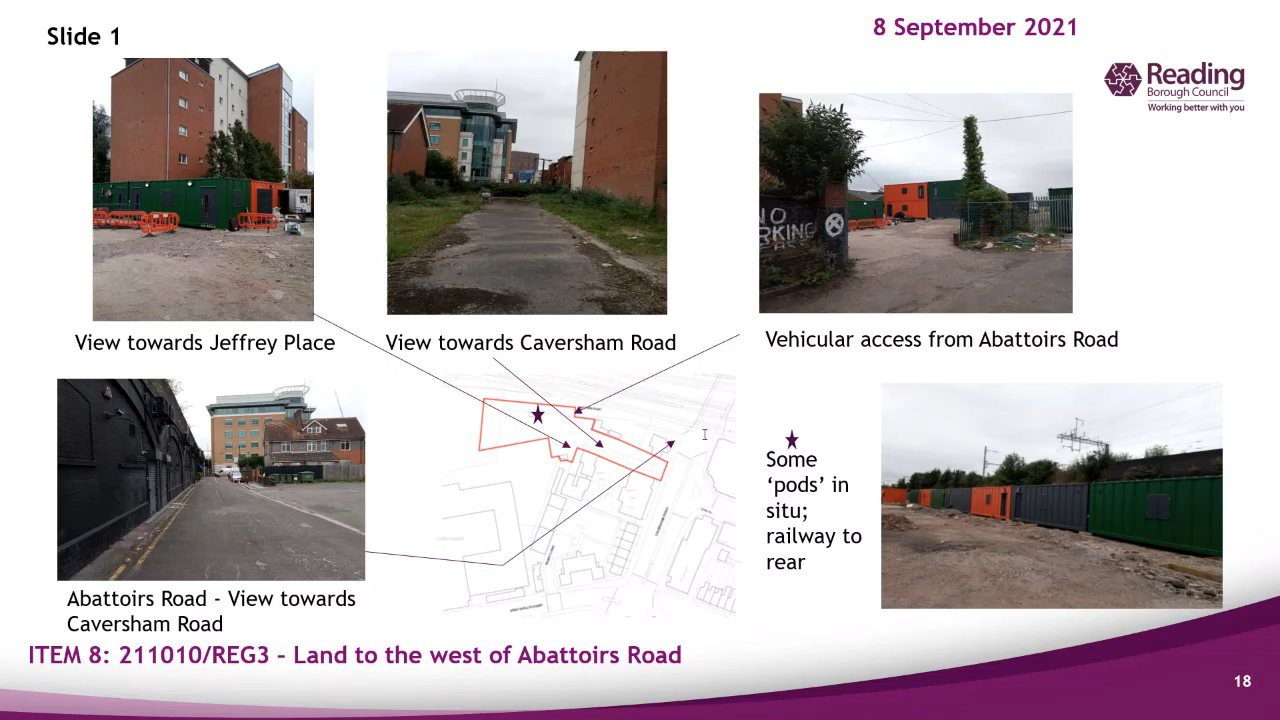 Slide 1
8 September 2021
Reading
Borough Council
Working better with you
NO
View towards Jeffrey Place
View towards Caversham Road
Vehicular access from Abattoirs Road
Some
‘pods’ in
situ;
railway to
rear
Abattoirs Road - View towards
Caversham Road
ITEM 8: 211010/REG3 – Land to the west of Abattoirs Road
18